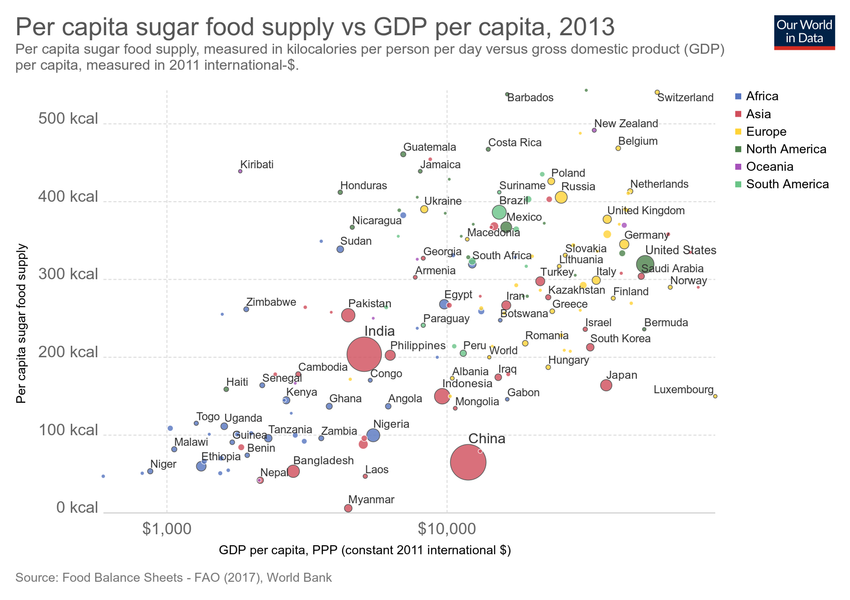 Per capita sugar food supply vs GDP per capita, 2013
Our World
in Data
Per capita sugar food supply, measured in kilocalories per person per day versus gross domestic product (GDP)
per capita, measured in 2011 international-$.
Africa
Asia
Europe
North America
Oceania
South America
Per capita sugar food supply
500 kcal
400 kcal
300 kcal
200 kcal
100 kcal
0 kcal
Barbados
Switzerland
New Zealand
Belgium
Costa Rica
Guatemala
Jamaica
Kiribati
Honduras
Suriname
Poland
Russia
Netherlands
Ukraine
Brazil
Mexico
United Kingdom
Nicaragua
Macedonia
Germany
Sudan
Georgia
South Africa
Slovakia
United States
Lithuania
Armenia
Turkey
Italy
Saudi Arabia
Norway
Zimbabwe
Pakistan
Egypt
Iran
Kazakhstan
Finland
Greece
Botswana
Paraguay
India
Israel
Bermuda
Philippines
Peru
World
Romania
South Korea
Hungary
Cambodia
Congo
Albania
Iraq
Haiti
Senegal
Indonesia
Japan
Luxembourg
Kenya
Ghana
Angola
Mongolia
Gabon
Togo
Uganda
Tanzania
Zambia
Nigeria
Malawi
Guinea
Benin
China
Niger
Ethiopia
Nepal
Bangladesh
Laos
Myanmar
$1,000
$10,000
GDP per capita, PPP (constant 2011 international $)
Source: Food Balance Sheets - FAO (2017), World Bank